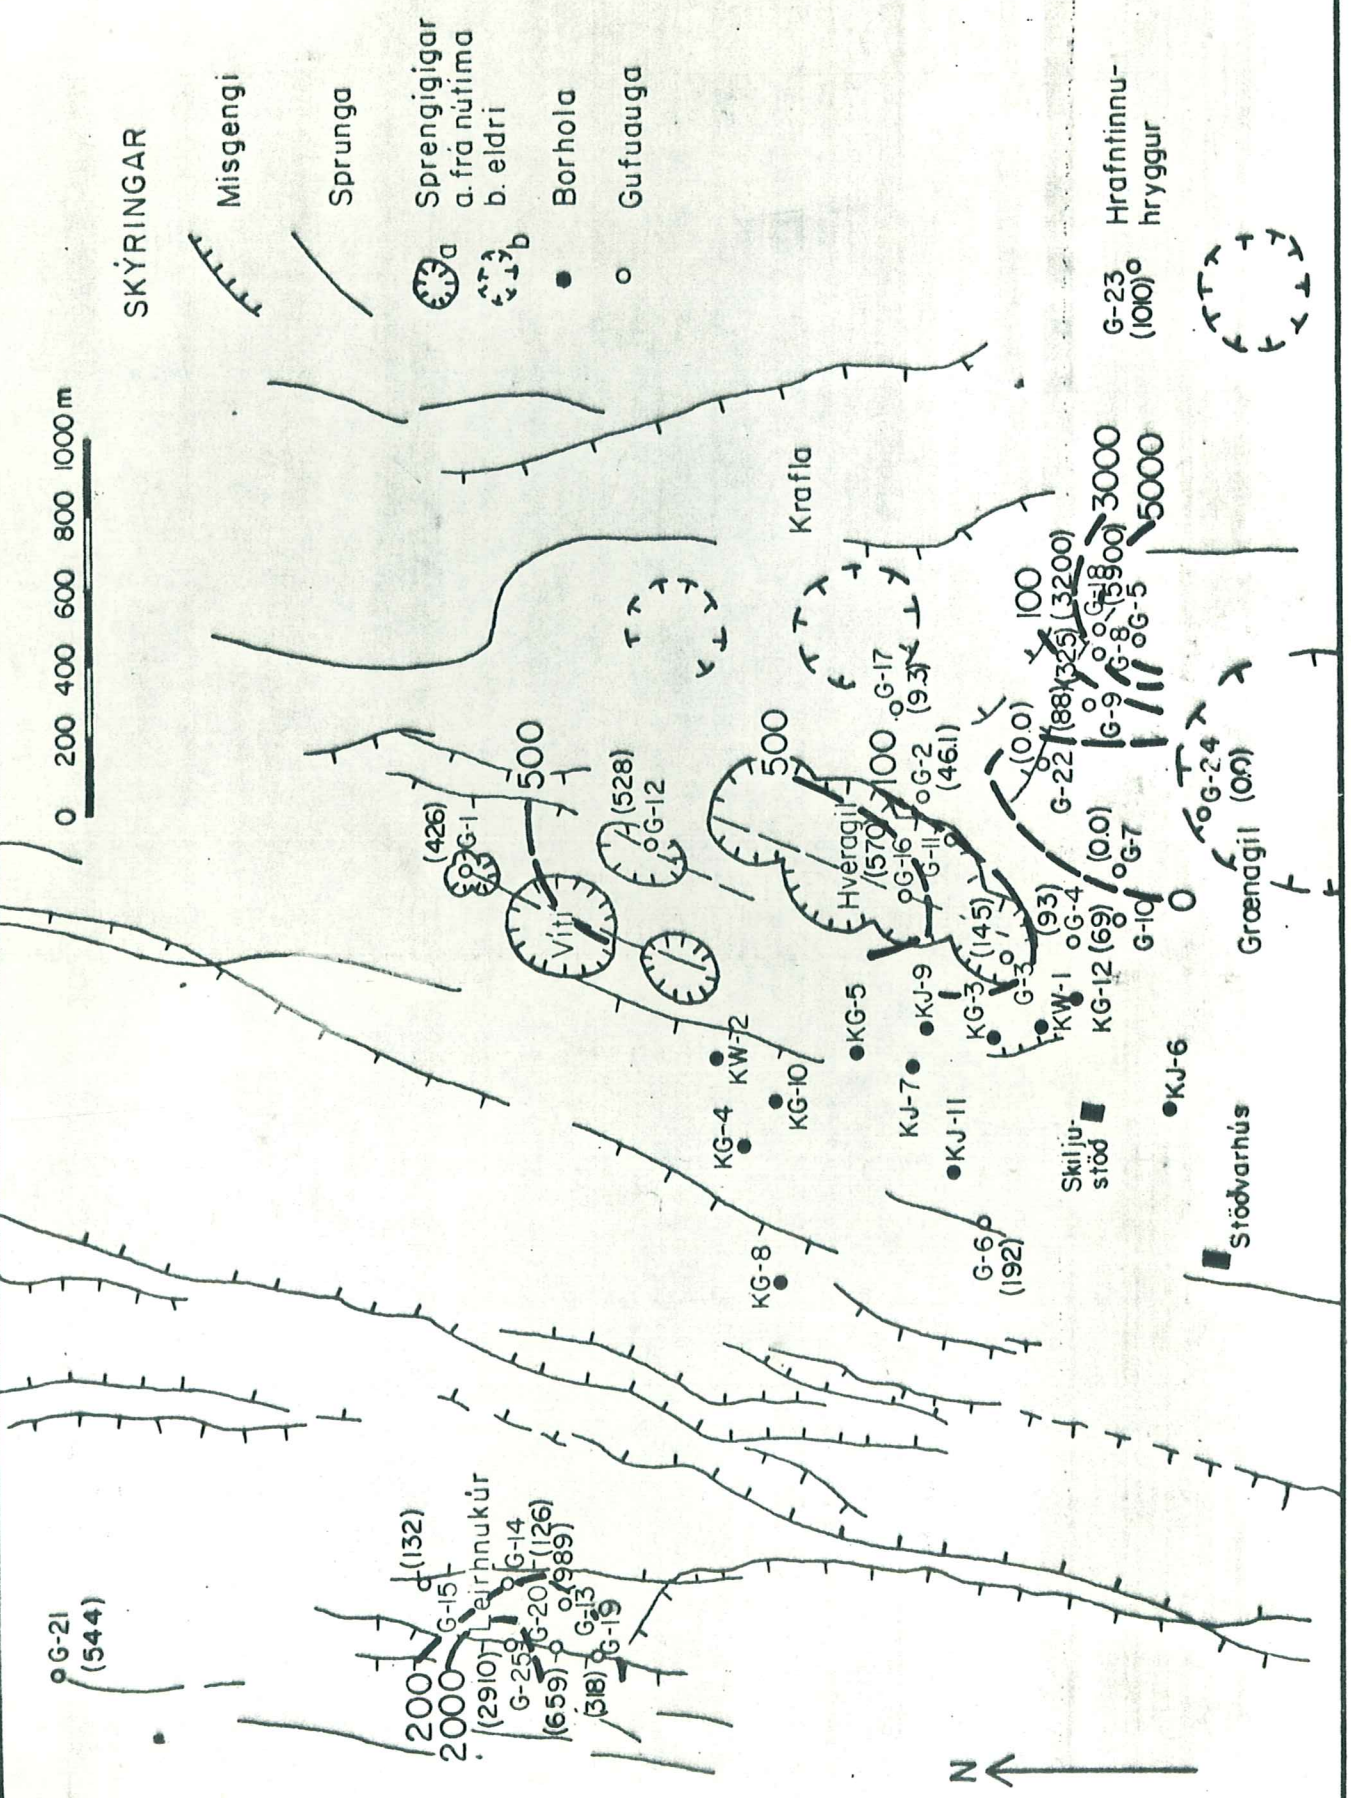 SKÝRINGAR
Misgengi
Sprunga
Sprengigígar
a. frá nútíma
b. eldri
a
b
Borhola
Gufuauga
0 200 400 600 800 1000 m
G-21
(544)
(132)
G-15
Leirhnukúr
G-14
(126)
200
2000
(2910)
G-25
G-20
(989)
(659)
G-13
G-19
(318)
(426)
G-1
500
Víti
(528)
G-12
KW-2
KG-4
KG-10
KG-8
KG-5
KJ-9
KJ-7
KJ-11
KG-3
G-3
(145)
KW-1
KG-12
G-6
(192)
Skilju-
stöð
KJ-6
Stöðvarhús
500
Hveragil
(570)
G-16
G-11
100
G-2
(46.1)
G-17
(9.3)
Krafla
(93)
G-4
(69)
G-10
(0.0)
G-7
(0.0)
G-22
(88)
(325)
(3200)
100
G-9
G-8
G-18
(5900)
G-5
3000
5000
G-24
(0.0)
Grænagil
G-23
(1010)
Hrafntinnu-
hryggur
N